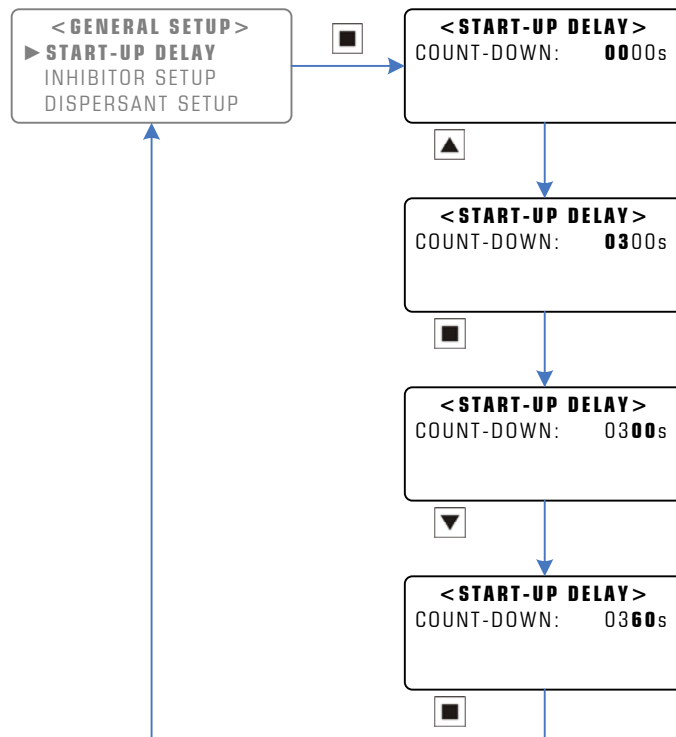 <GENERAL SETUP>
►START-UP DELAY
INHIBITOR SETUP
DISPERSANT SETUP
<START-UP DELAY>
COUNT-DOWN: 0000s
<START-UP DELAY>
COUNT-DOWN: 0300s
<START-UP DELAY>
COUNT-DOWN: 0300s
<START-UP DELAY>
COUNT-DOWN: 0360s